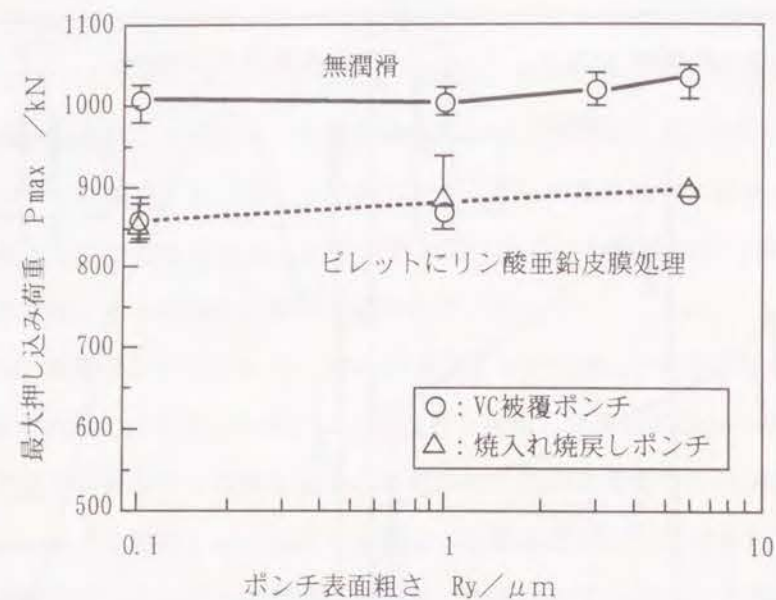 1100
1000
900
800
700
600
500
最大押し込み荷重 Pmax /kN
無潤滑
ビレットにリン酸亜鉛皮膜処理
○：VC被覆ポンチ
△：焼入れ焼戻しポンチ
0.1
1
10
ポンチ表面粗さ Ry／μm